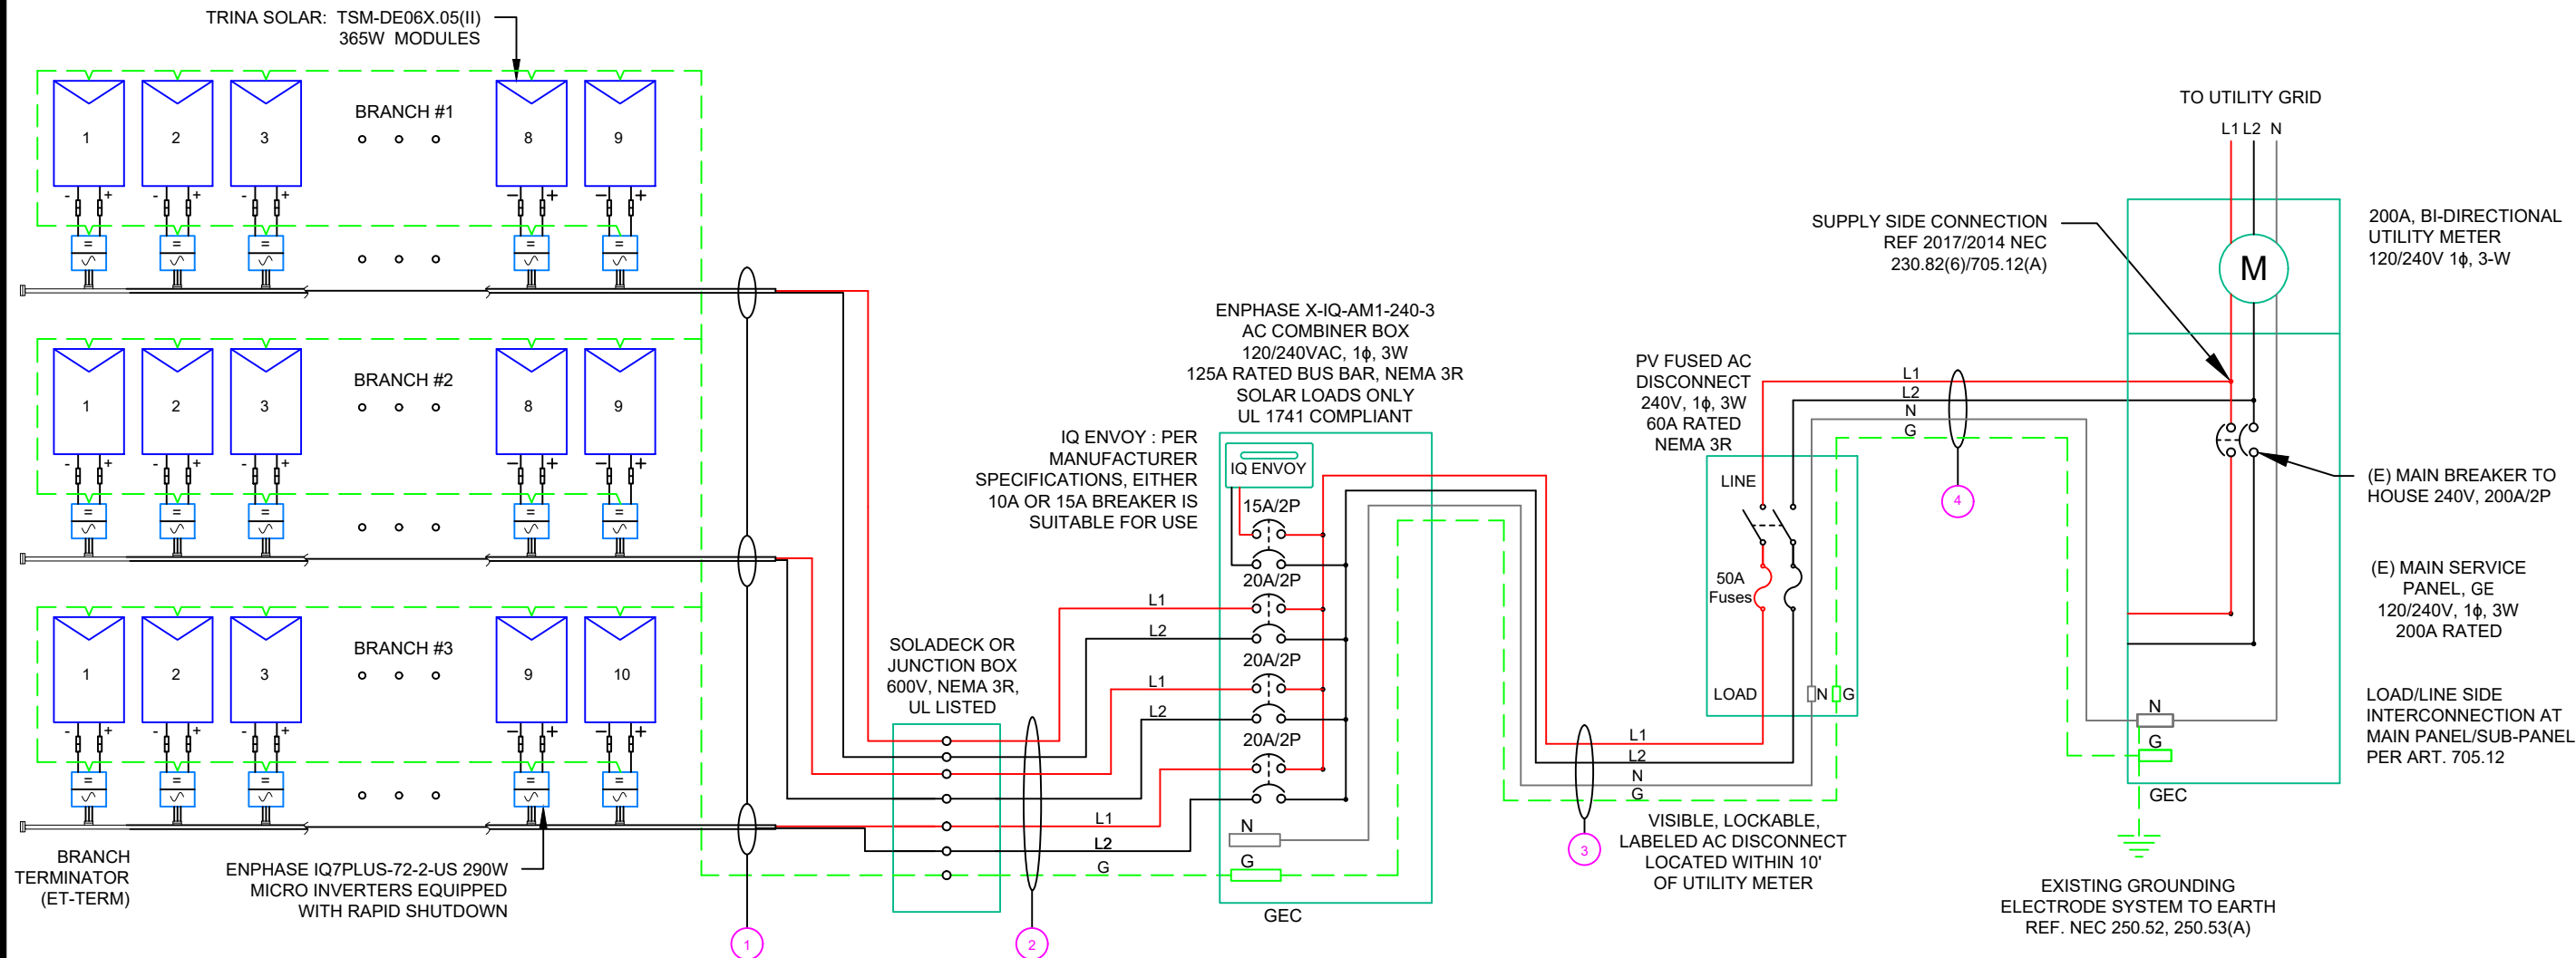 TRINA SOLAR: TSM-DE06X.05(II)
365W MODULES
BRANCH #1
1
2
3
8
9
- +
- +
- +
- +
- +
=
=
=
=
=
BRANCH #2
1
2
3
8
9
- +
- +
- +
- +
- +
=
=
=
=
=
BRANCH #3
1
2
3
9
10
- +
- +
- +
- +
- +
=
=
=
=
=
BRANCH
TERMINATOR
(ET-TERM)
ENPHASE IQ7PLUS-72-2-US 290W
MICRO INVERTERS EQUIPPED
WITH RAPID SHUTDOWN
1
SOLADECK OR
JUNCTION BOX
600V, NEMA 3R,
UL LISTED
2
L1
L2
L1
L2
L1
L2
G
ENPHASE X-IQ-AM1-240-3
AC COMBINER BOX
120/240VAC, 1ϕ, 3W
125A RATED BUS BAR, NEMA 3R
SOLAR LOADS ONLY
UL 1741 COMPLIANT
IQ ENVOY : PER
MANUFACTURER
SPECIFICATIONS, EITHER
10A OR 15A BREAKER IS
SUITABLE FOR USE
IQ ENVOY
15A/2P
20A/2P
20A/2P
20A/2P
N
G
GEC
L1
L2
N
G
3
PV FUSED AC
DISCONNECT
240V, 1ϕ, 3W
60A RATED
NEMA 3R
LINE
50A
Fuses
LOAD
N
G
VISIBLE, LOCKABLE,
LABELED AC DISCONNECT
LOCATED WITHIN 10'
OF UTILITY METER
L1
L2
N
G
4
SUPPLY SIDE CONNECTION
REF 2017/2014 NEC
230.82(6)/705.12(A)
TO UTILITY GRID
L1 L2 N
M
200A, BI-DIRECTIONAL
UTILITY METER
120/240V 1ϕ, 3-W
(E) MAIN BREAKER TO
HOUSE 240V, 200A/2P
(E) MAIN SERVICE
PANEL, GE
120/240V, 1ϕ, 3W
200A RATED
LOAD/LINE SIDE
INTERCONNECTION AT
MAIN PANEL/SUB-PANEL
PER ART. 705.12
N
G
GEC
EXISTING GROUNDING
ELECTRODE SYSTEM TO EARTH
REF. NEC 250.52, 250.53(A)